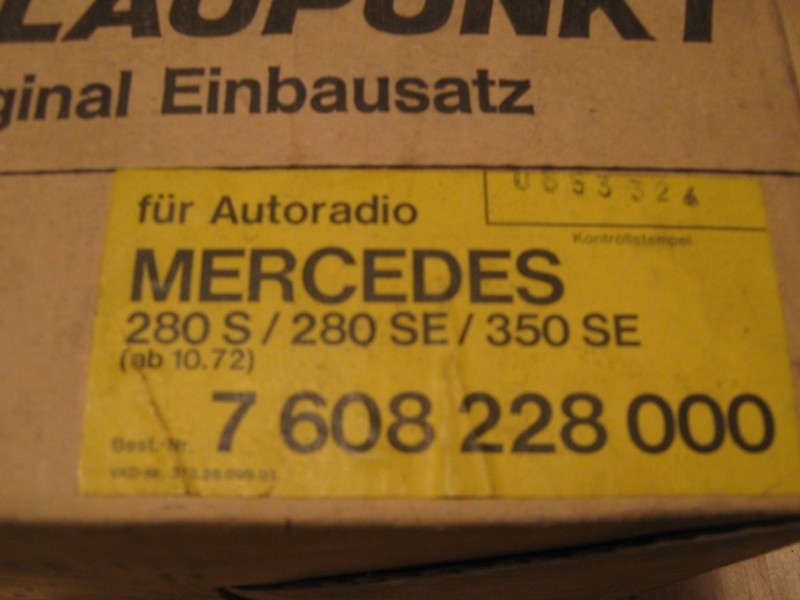 LAUPUNKT
ginal Einbausatz
für Autoradio
Kontrollstempel
MERCEDES
280 S / 280 SE / 350 SE
(ab 10.72)
Best.-Nr. 7 608 228 000